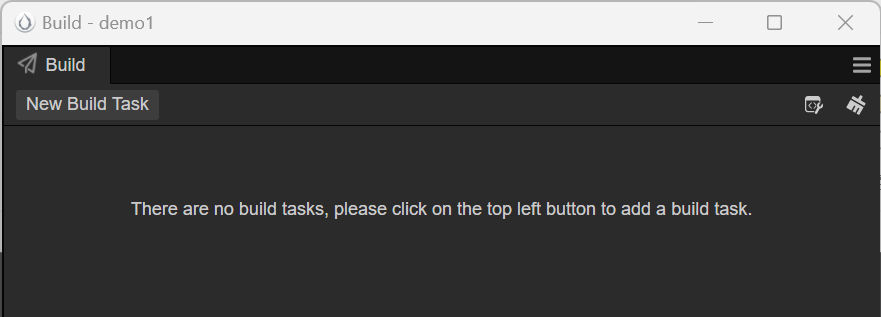 Build - demo1
Build
New Build Task
There are no build tasks, please click on the top left button to add a build task.